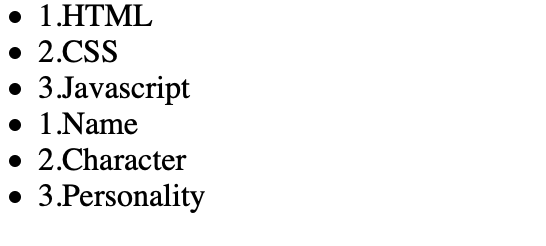 • 1.HTML
• 2.CSS
• 3.Javascript
• 1.Name
• 2.Character
• 3.Personality